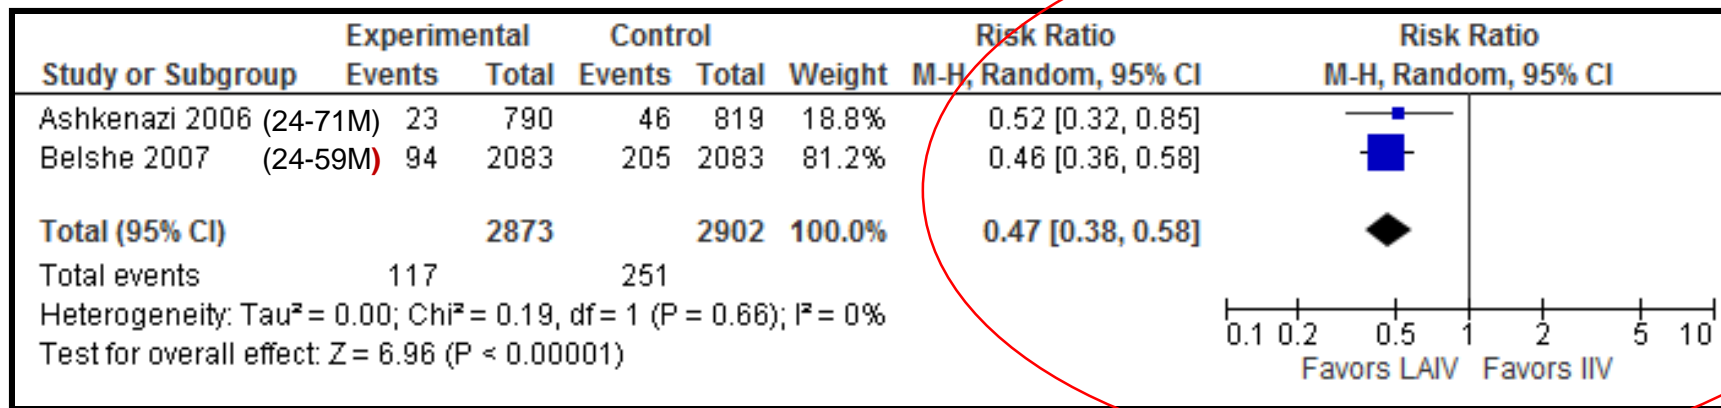 Experimental Control Risk Ratio Risk Ratio
Study or Subgroup Events Total Events Total Weight M-H, Random, 95% CI M-H, Random, 95% CI
Ashkenazi 2006 (24-71M) 23 790 46 819 18.8% 0.52 [0.32, 0.85]
Belshe 2007 (24-59M) 94 2083 205 2083 81.2% 0.46 [0.36, 0.58]
Total (95% CI) 2873 2902 100.0% 0.47 [0.38, 0.58]
Total events 117 251
Heterogeneity: Tau² = 0.00; Chi² = 0.19, df = 1 (P = 0.66); I² = 0%
Test for overall effect: Z = 6.96 (P < 0.00001)
0.1 0.2 0.5 1 2 5 10
Favors LAIV Favors IIV